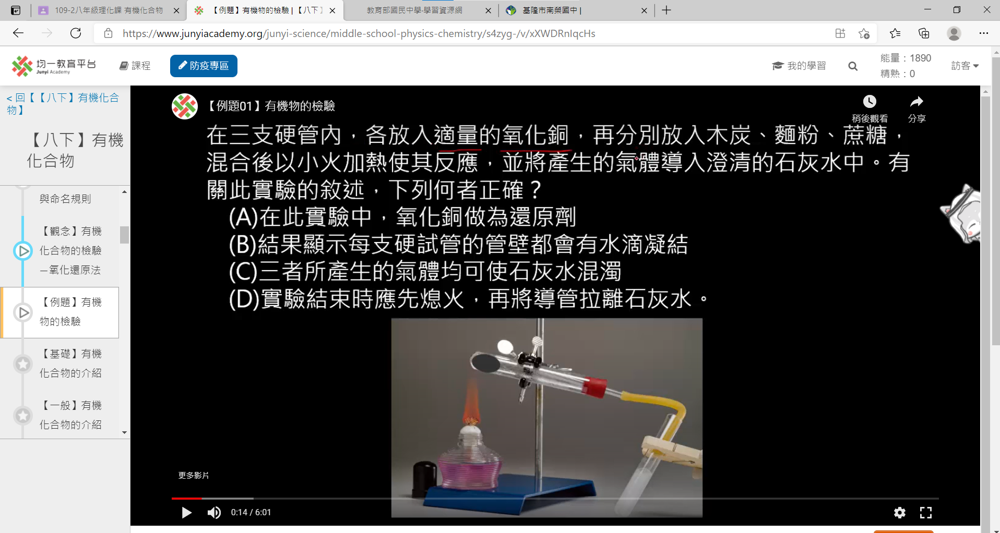 109-2八年級理化課 有機化合物
【例題】有機物的檢驗 | 【八下】
教育部國民中學‧學習資源網
基隆市南榮國中 |
https://www.junyiacademy.org/junyi-science/middle-school-physics-chemistry/s4zyg-/v/xXWDRnIqcHs
均一教育平台
Junyi Academy
課程
防疫專區
我的學習
能量：1890
精熟：0
訪客
< 回【【八下】有機化合
物】
【八下】有機
化合物
與命名規則
【觀念】有機
化合物的檢驗
—氧化還原法
【例題】有機
物的檢驗
【基礎】有機
化合物的介紹
【一般】有機
化合物的介紹
【例題01】有機物的檢驗
稍後觀看
分享
在三支硬管內，各放入適量的氧化銅，再分別放入木炭、麵粉、蔗糖，
混合後以小火加熱使其反應，並將產生的氣體導入澄清的石灰水中。有
關此實驗的敘述，下列何者正確？
(A)在此實驗中，氧化銅做為還原劑
(B)結果顯示每支硬試管的管壁都會有水滴凝結
(C)三者所產生的氣體均可使石灰水混濁
(D)實驗結束時應先熄火，再將導管拉離石灰水。
更多影片
0:14 / 6:01